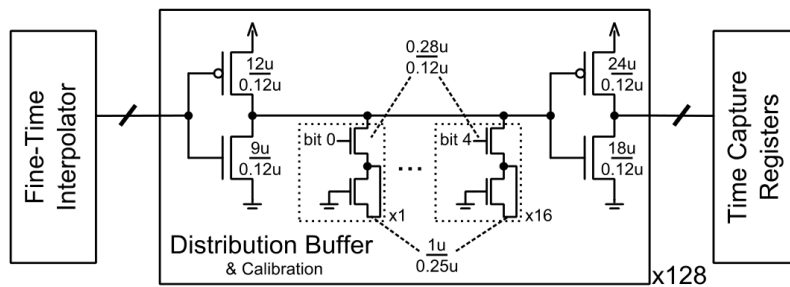 Fine-Time
Interpolator
12u
0.12u
9u
0.12u
bit 0
x1
0.28u
0.12u
...
bit 4
x16
1u
0.25u
24u
0.12u
18u
0.12u
Distribution Buffer
& Calibration
x128
Time Capture
Registers